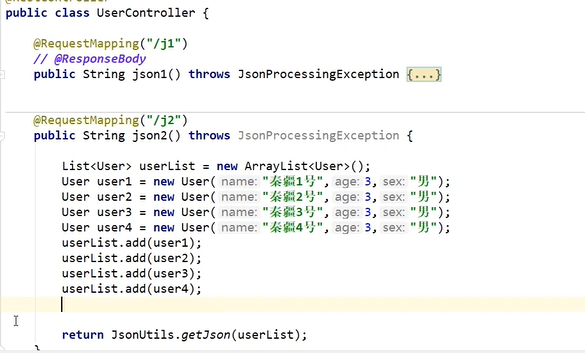 public class UserController {
@RequestMapping("/j1")
// @ResponseBody
public String json1() throws JsonProcessingException {...}
@RequestMapping("/j2")
public String json2() throws JsonProcessingException {
List<User> userList = new ArrayList<User>();
User user1 = new User( name: "秦疆1号", age: 3, sex: "男");
User user2 = new User( name: "秦疆2号", age: 3, sex: "男");
User user3 = new User( name: "秦疆3号", age: 3, sex: "男");
User user4 = new User( name: "秦疆4号", age: 3, sex: "男");
userList.add(user1);
userList.add(user2);
userList.add(user3);
userList.add(user4);
return JsonUtils.getJson(userList);
}